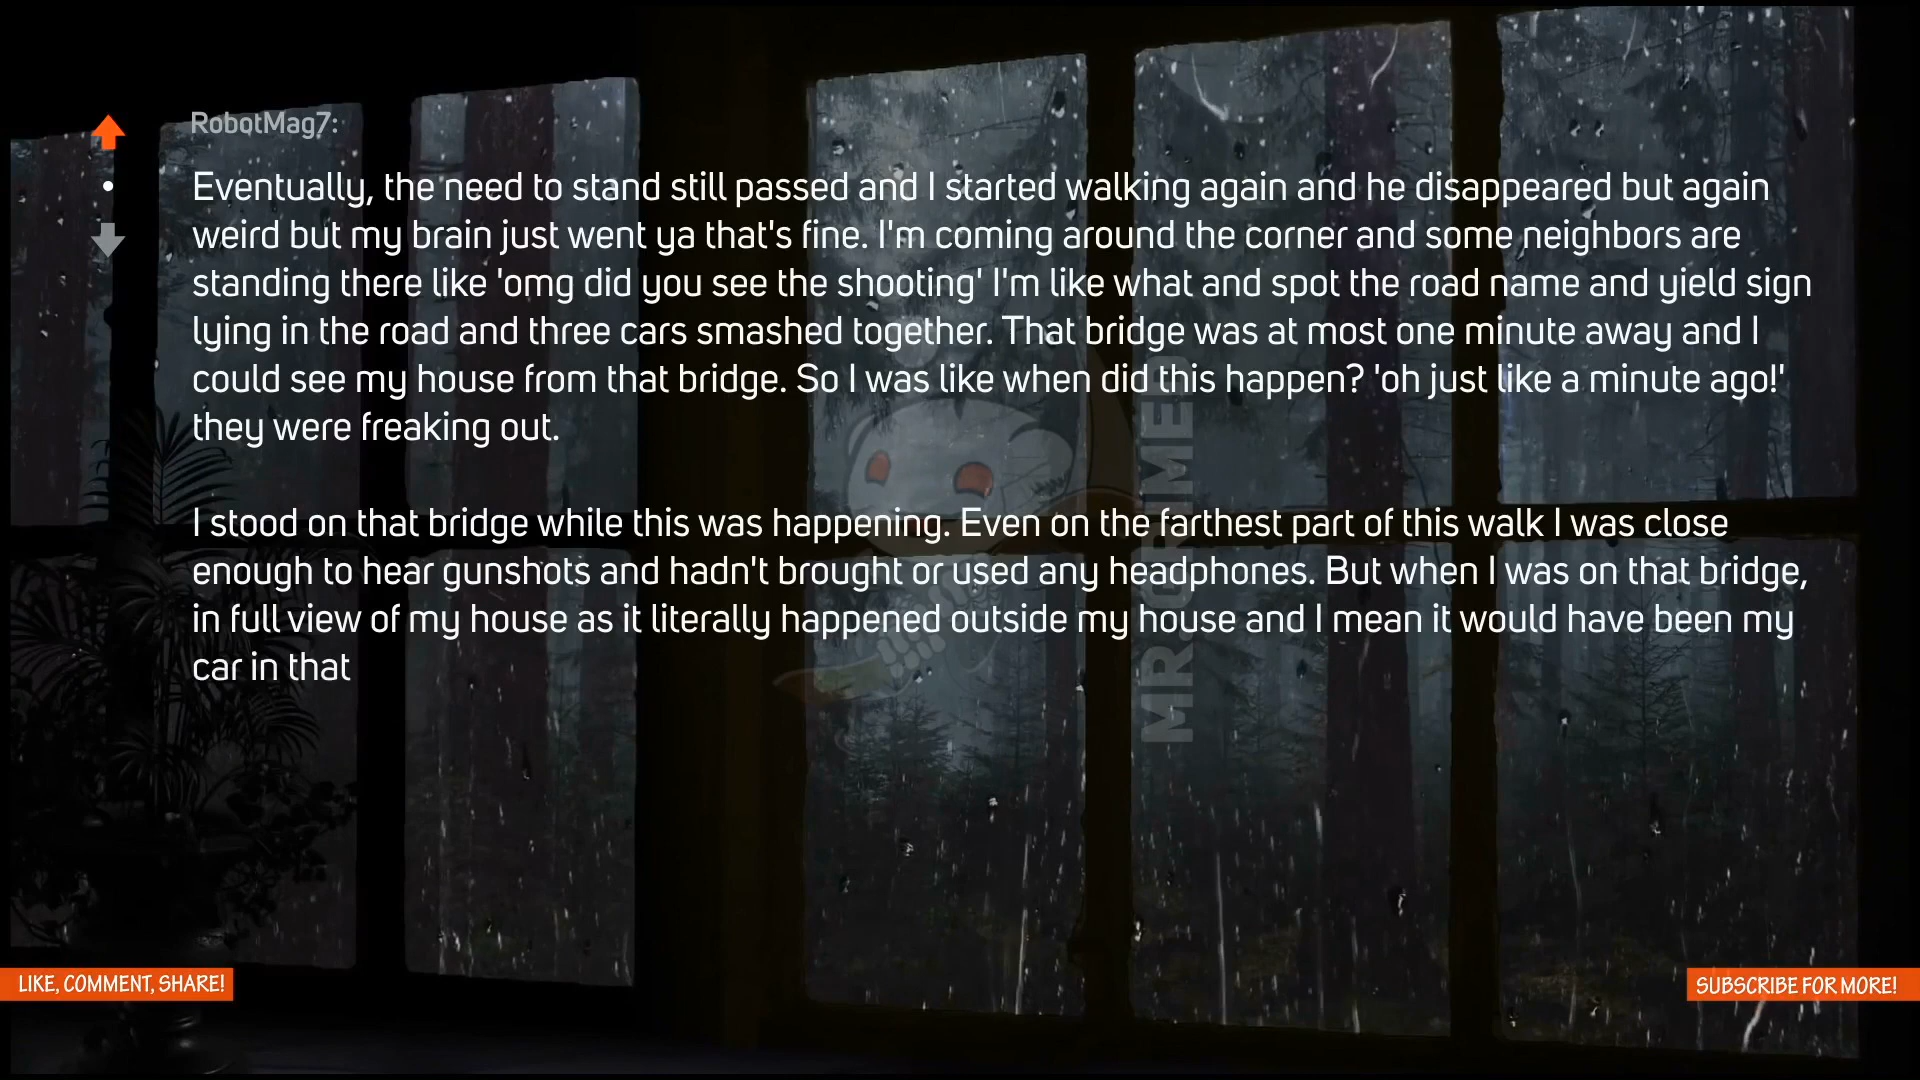 RobotMag7:
Eventually, the need to stand still passed and I started walking again and he disappeared but again
weird but my brain just went ya that's fine. I'm coming around the corner and some neighbors are
standing there like 'omg did you see the shooting' I'm like what and spot the road name and yield sign
lying in the road and three cars smashed together. That bridge was at most one minute away and I
could see my house from that bridge. So I was like when did this happen? 'oh just like a minute ago!'
they were freaking out.
I stood on that bridge while this was happening. Even on the farthest part of this walk I was close
enough to hear gunshots and hadn't brought or used any headphones. But when I was on that bridge,
in full view of my house as it literally happened outside my house and I mean it would have been my
car in that
MR.GRIMED
LIKE, COMMENT, SHARE!
SUBSCRIBE FOR MORE!